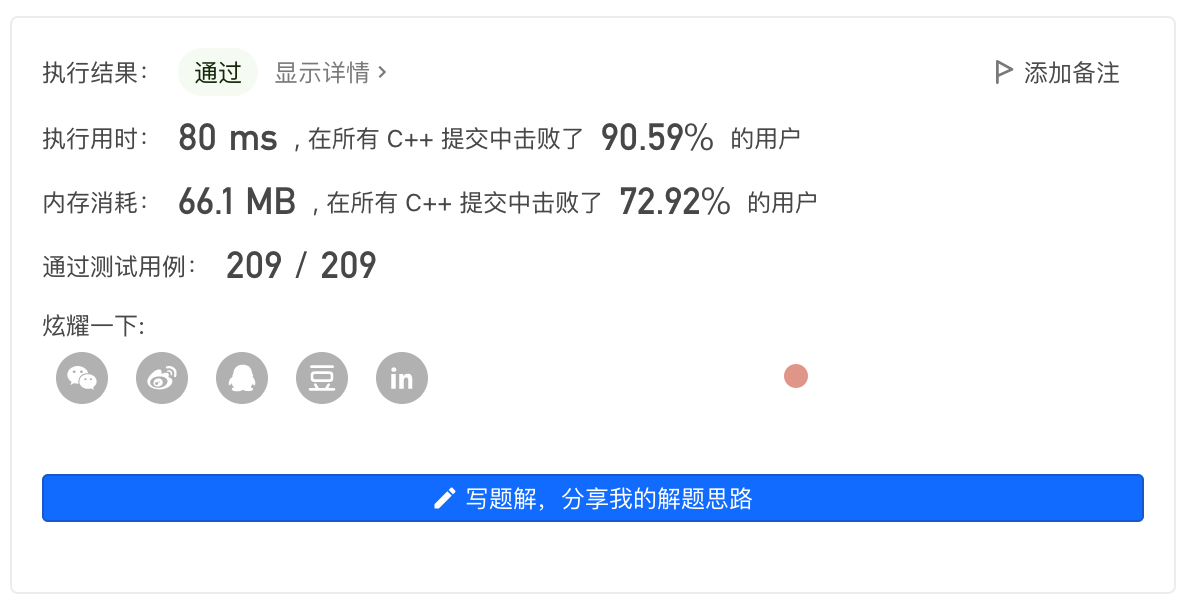 执行结果： 通过 显示详情 › 添加备注
执行用时： 80 ms , 在所有 C++ 提交中击败了 90.59% 的用户
内存消耗： 66.1 MB , 在所有 C++ 提交中击败了 72.92% 的用户
通过测试用例： 209 / 209
炫耀一下:
豆 in
写题解，分享我的解题思路